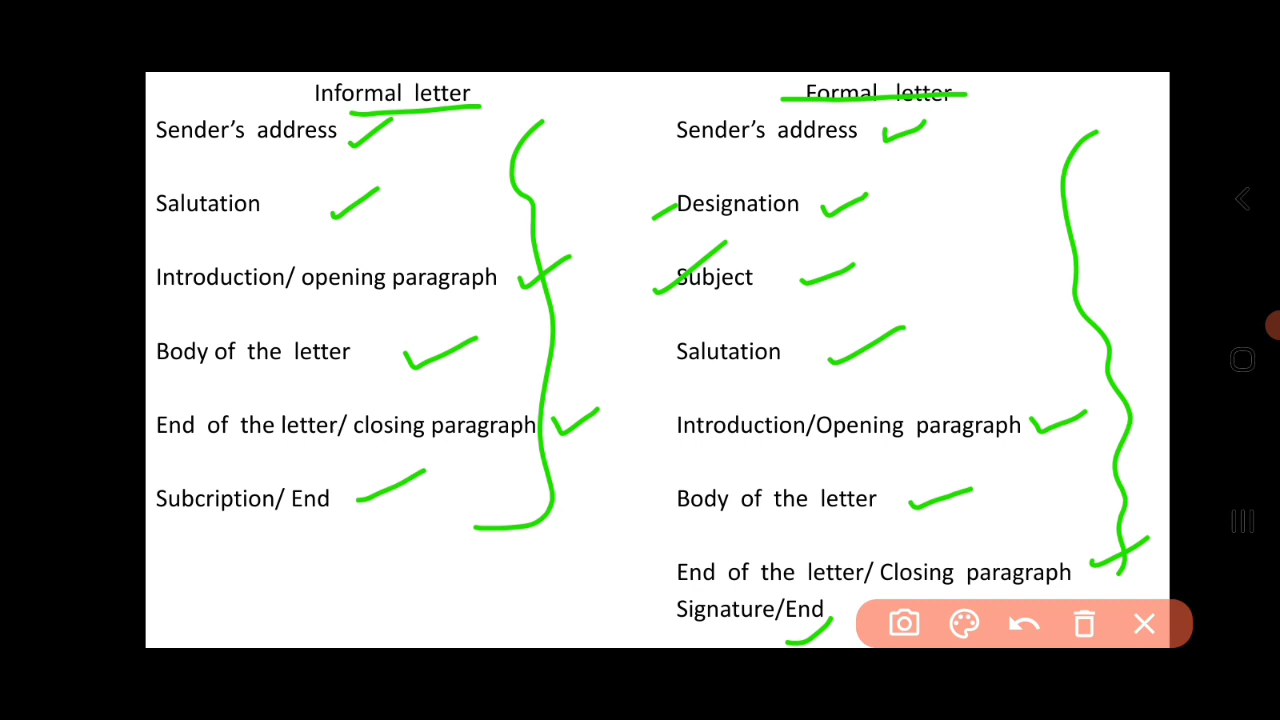 Informal letter
Sender's address
Salutation
Introduction/ opening paragraph
Body of the letter
End of the letter/ closing paragraph
Subcription/ End
Formal letter
Sender's address
Designation
Subject
Salutation
Introduction/Opening paragraph
Body of the letter
End of the letter/ Closing paragraph
Signature/End